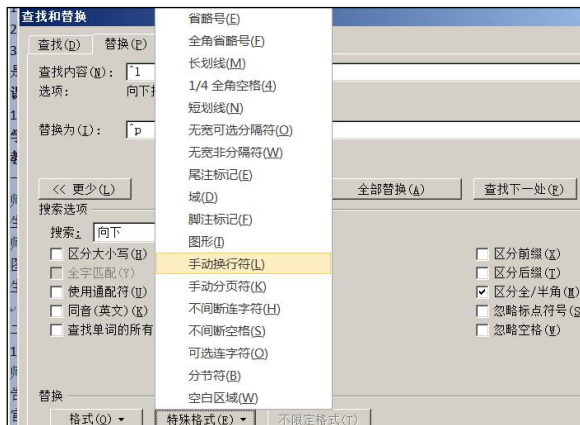 查找和替换
查找(D)
替换(P)
查找内容(N):
^l
选项:
向下
替换为(I):
^p
<< 更少(L)
全部替换(A)
查找下一处(F)
搜索选项
搜索:
向下
区分大小写(H)
全字匹配(Y)
使用通配符(U)
同音(英文)(K)
查找单词的所有
区分前缀(X)
区分后缀(T)
区分全/半角(M)
忽略标点符号(S
忽略空格(W)
替换
格式(O)
特殊格式(E)
不限定格式(T)
省略号(E)
全角省略号(F)
长划线(M)
1/4 全角空格(4)
短划线(N)
无宽可选分隔符(O)
无宽非分隔符(W)
尾注标记(E)
域(D)
脚注标记(F)
图形(I)
手动换行符(L)
手动分页符(K)
不间断连字符(H)
不间断空格(S)
可选连字符(O)
分节符(B)
空白区域(W)